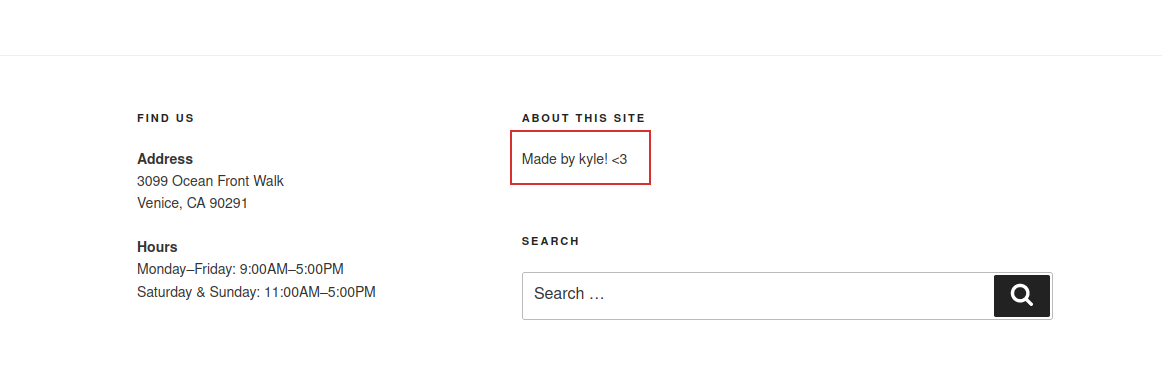 FIND US
Address
3099 Ocean Front Walk
Venice, CA 90291
Hours
Monday–Friday: 9:00AM–5:00PM
Saturday & Sunday: 11:00AM–5:00PM
ABOUT THIS SITE
Made by kyle! <3
SEARCH
Search …